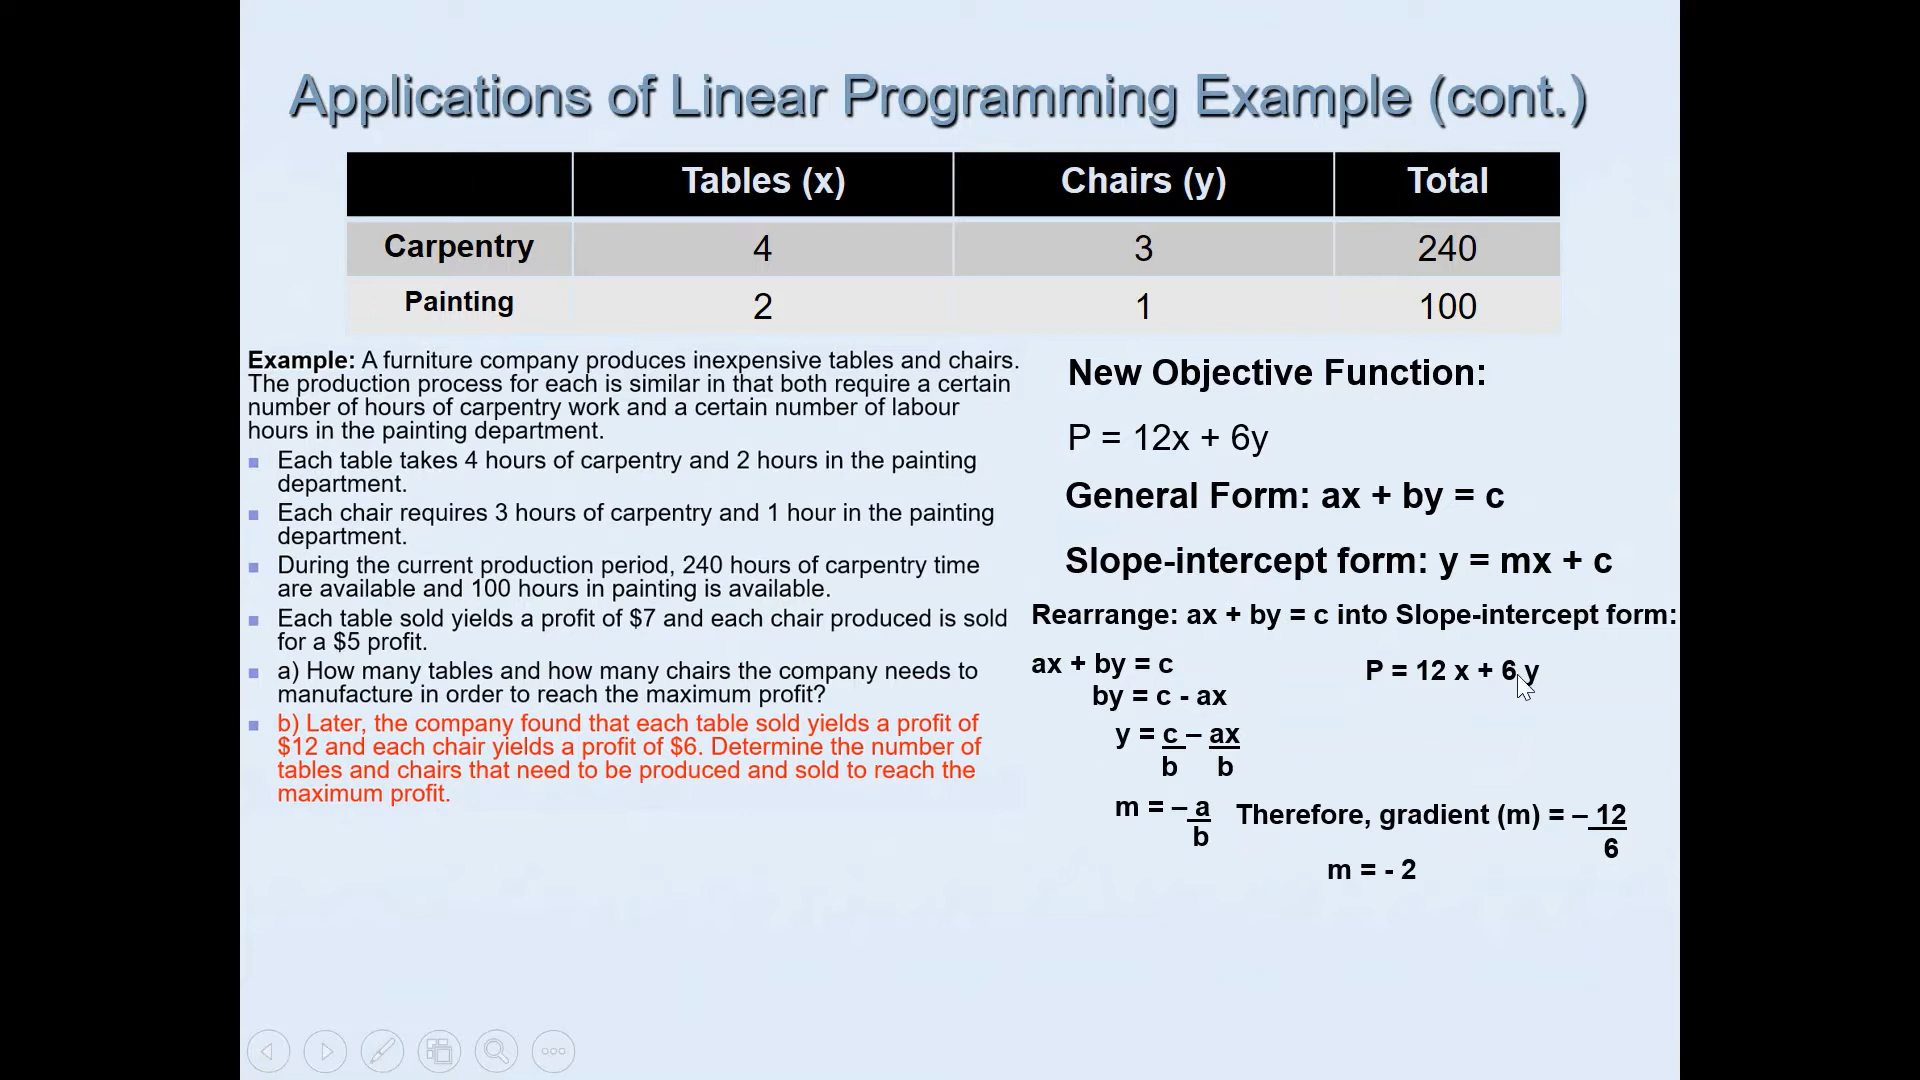 Applications of Linear Programming Example (cont.)
Tables (x) Chairs (y) Total
Carpentry 4 3 240
Painting 2 1 100
Example: A furniture company produces inexpensive tables and chairs.
The production process for each is similar in that both require a certain
number of hours of carpentry work and a certain number of labour
hours in the painting department.
Each table takes 4 hours of carpentry and 2 hours in the painting
department.
Each chair requires 3 hours of carpentry and 1 hour in the painting
department.
During the current production period, 240 hours of carpentry time
are available and 100 hours in painting is available.
Each table sold yields a profit of $7 and each chair produced is sold
for a $5 profit.
a) How many tables and how many chairs the company needs to
manufacture in order to reach the maximum profit?
b) Later, the company found that each table sold yields a profit of
$12 and each chair yields a profit of $6. Determine the number of
tables and chairs that need to be produced and sold to reach the
maximum profit.
New Objective Function:
P = 12x + 6y
General Form: ax + by = c
Slope-intercept form: y = mx + c
Rearrange: ax + by = c into Slope-intercept form:
ax + by = c
by = c - ax
y = c – ax
b b
m = – a
b
P = 12 x + 6 y
Therefore, gradient (m) = – 12
6
m = - 2